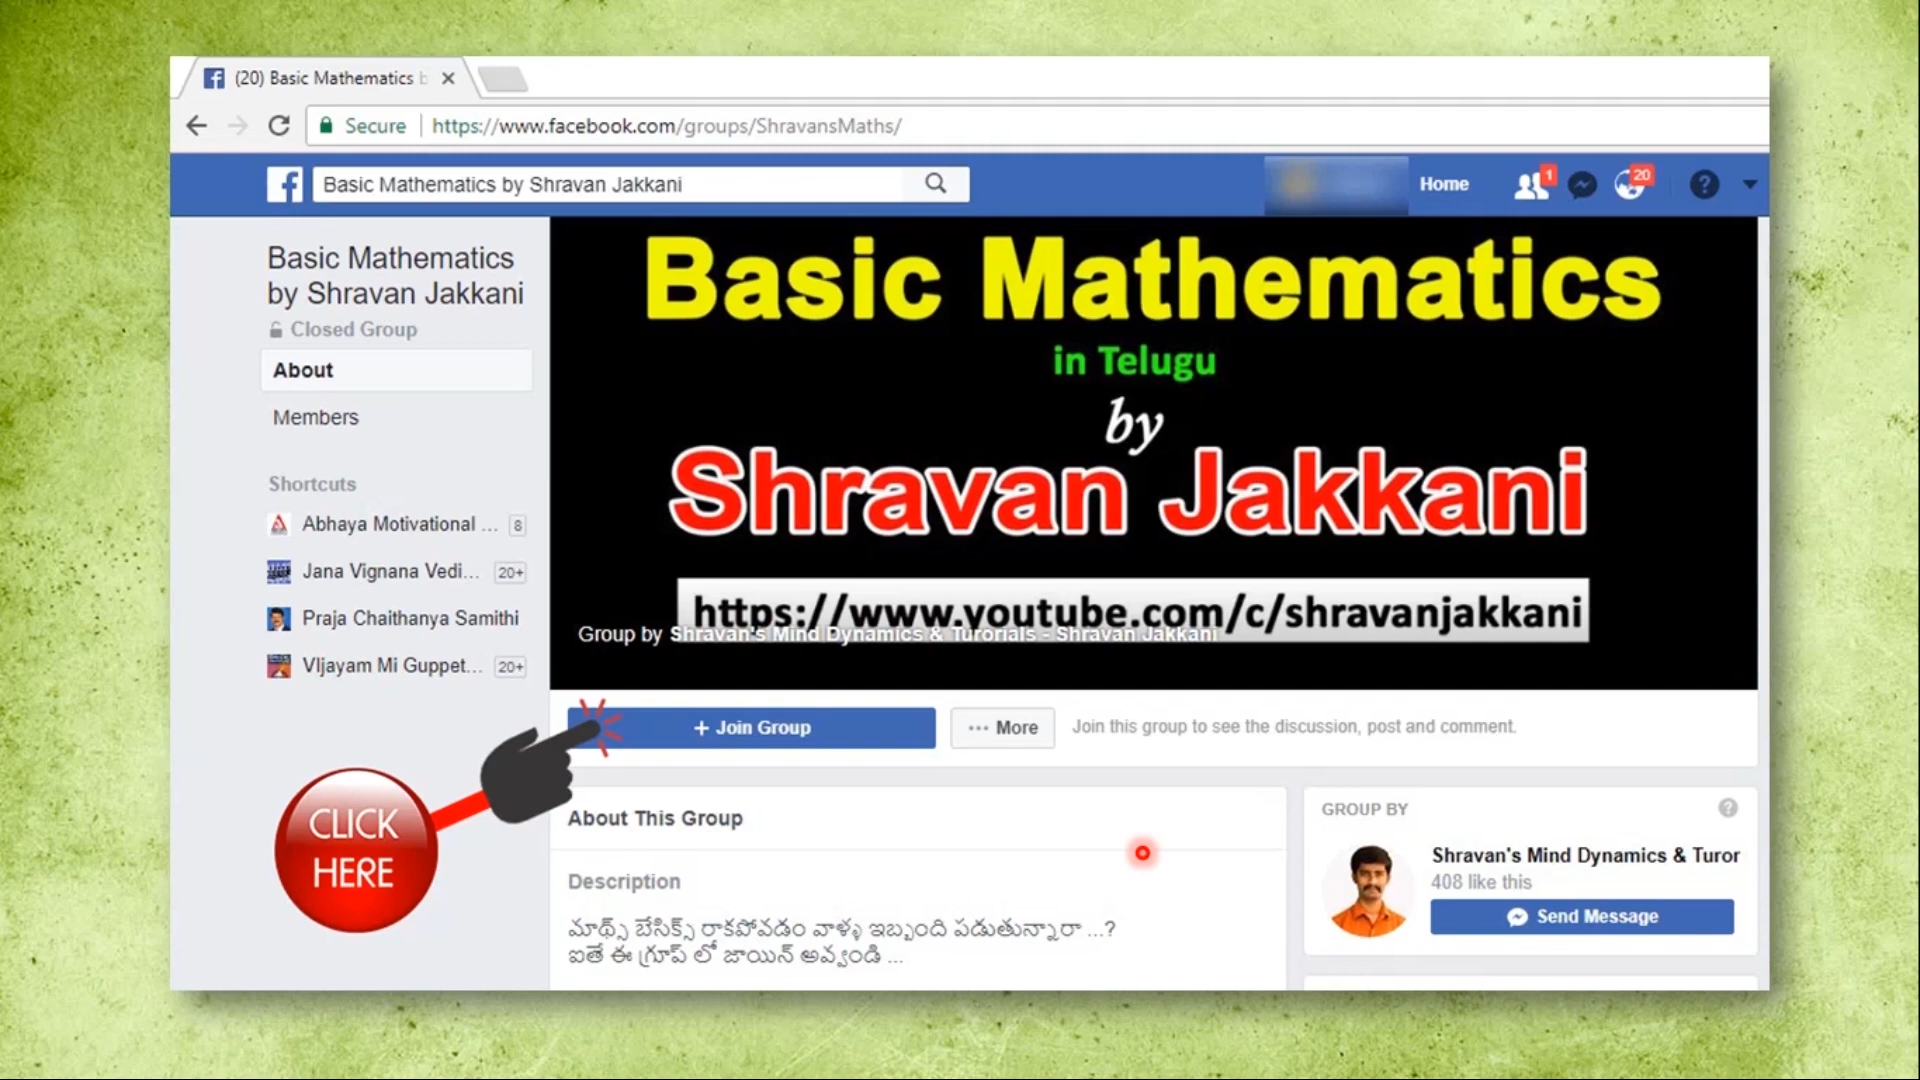 (20) Basic Mathematics b
Secure https://www.facebook.com/groups/ShravansMaths/
Basic Mathematics by Shravan Jakkani
Home
1
20
?
Basic Mathematics
by Shravan Jakkani
Closed Group
About
Members
Shortcuts
Abhaya Motivational ... 8
Jana Vignana Vedi... 20+
Praja Chaithanya Samithi
VIjayam Mi Guppet... 20+
Basic Mathematics
in Telugu
by
Shravan Jakkani
https://www.youtube.com/c/shravanjakkani
Group by Shravan's Mind Dynamics & Turorials - Shravan Jakkani
+ Join Group
... More
Join this group to see the discussion, post and comment.
CLICK
HERE
About This Group
Description
మాథ్స్ బేసిక్స్ రాకపోవడం వాళ్ళ ఇబ్బంది పడుతున్నారా ...?
ఐతే ఈ గ్రూప్ లో జాయిన్ అవ్వండి ...
GROUP BY
?
Shravan's Mind Dynamics & Turor
408 like this
Send Message